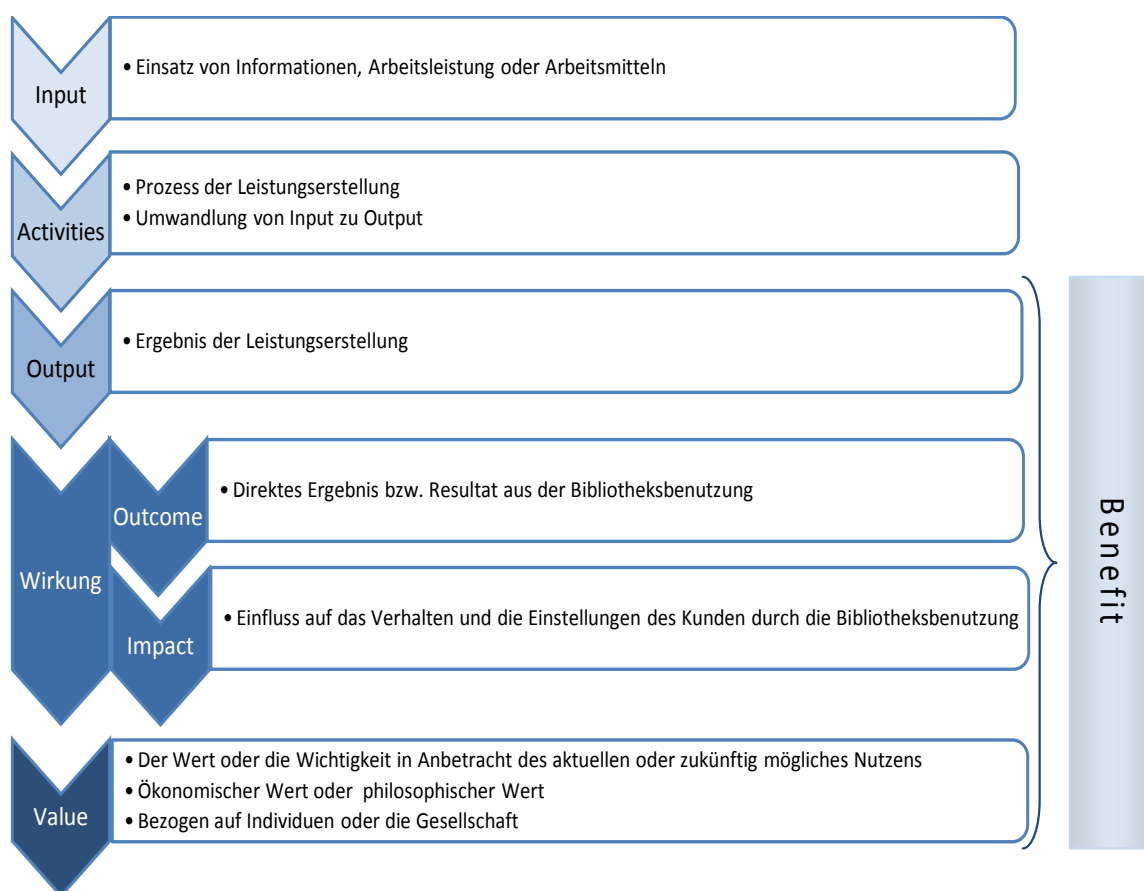 Input
• Einsatz von Informationen, Arbeitsleistung oder Arbeitsmitteln
Activities
• Prozess der Leistungserstellung
• Umwandlung von Input zu Output
Output
• Ergebnis der Leistungserstellung
Wirkung
Outcome
• Direktes Ergebnis bzw. Resultat aus der Bibliotheksbenutzung
Impact
• Einfluss auf das Verhalten und die Einstellungen des Kunden durch die Bibliotheksbenutzung
Value
• Der Wert oder die Wichtigkeit in Anbetracht des aktuellen oder zukünftig mögliches Nutzens
• Ökonomischer Wert oder philosophischer Wert
• Bezogen auf Individuen oder die Gesellschaft
Benefit